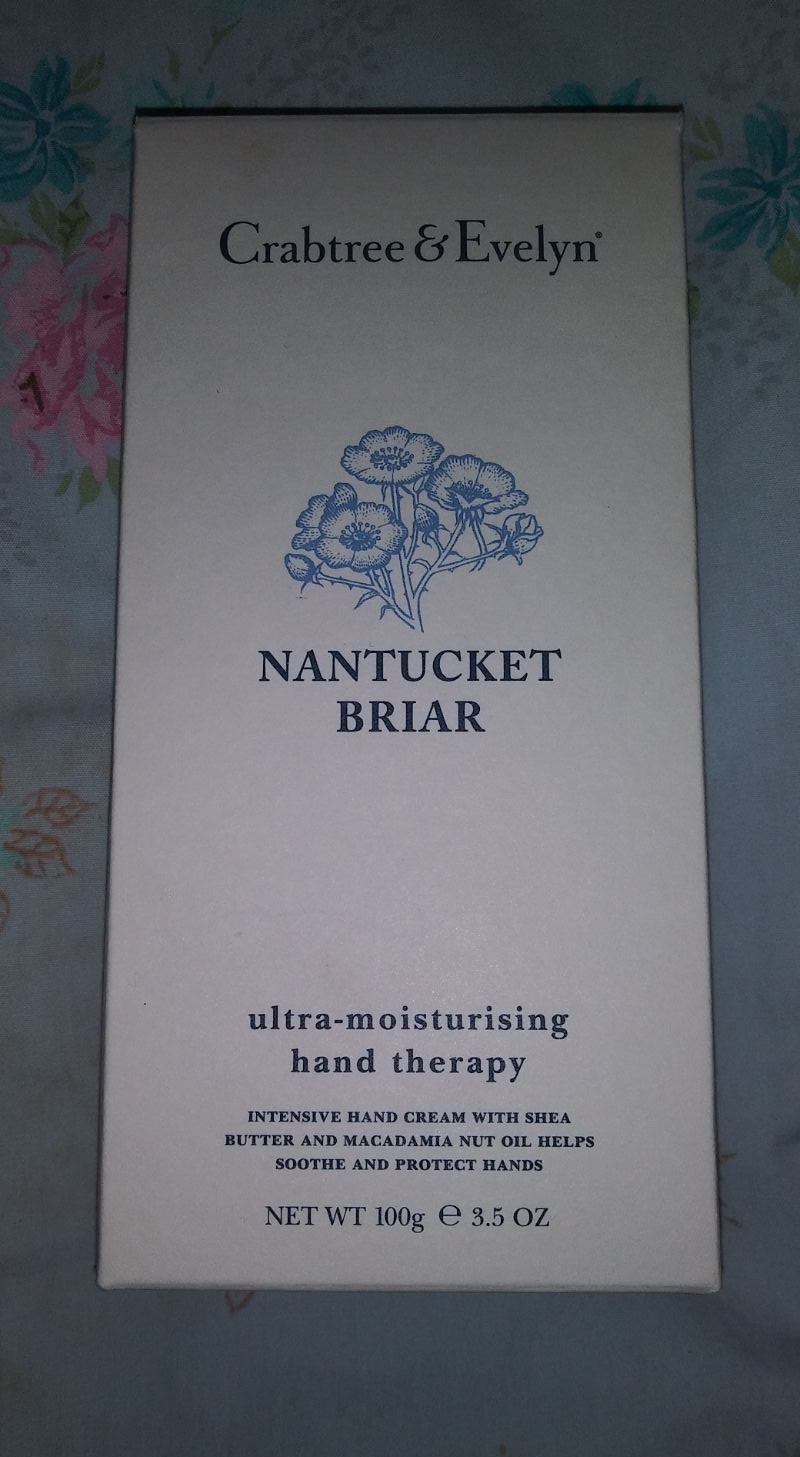 Crabtree & Evelyn®
NANTUCKET
BRIAR
ultra-moisturising
hand therapy
INTENSIVE HAND CREAM WITH SHEA
BUTTER AND MACADAMIA NUT OIL HELPS
SOOTHE AND PROTECT HANDS
NET WT 100g ℮ 3.5 OZ